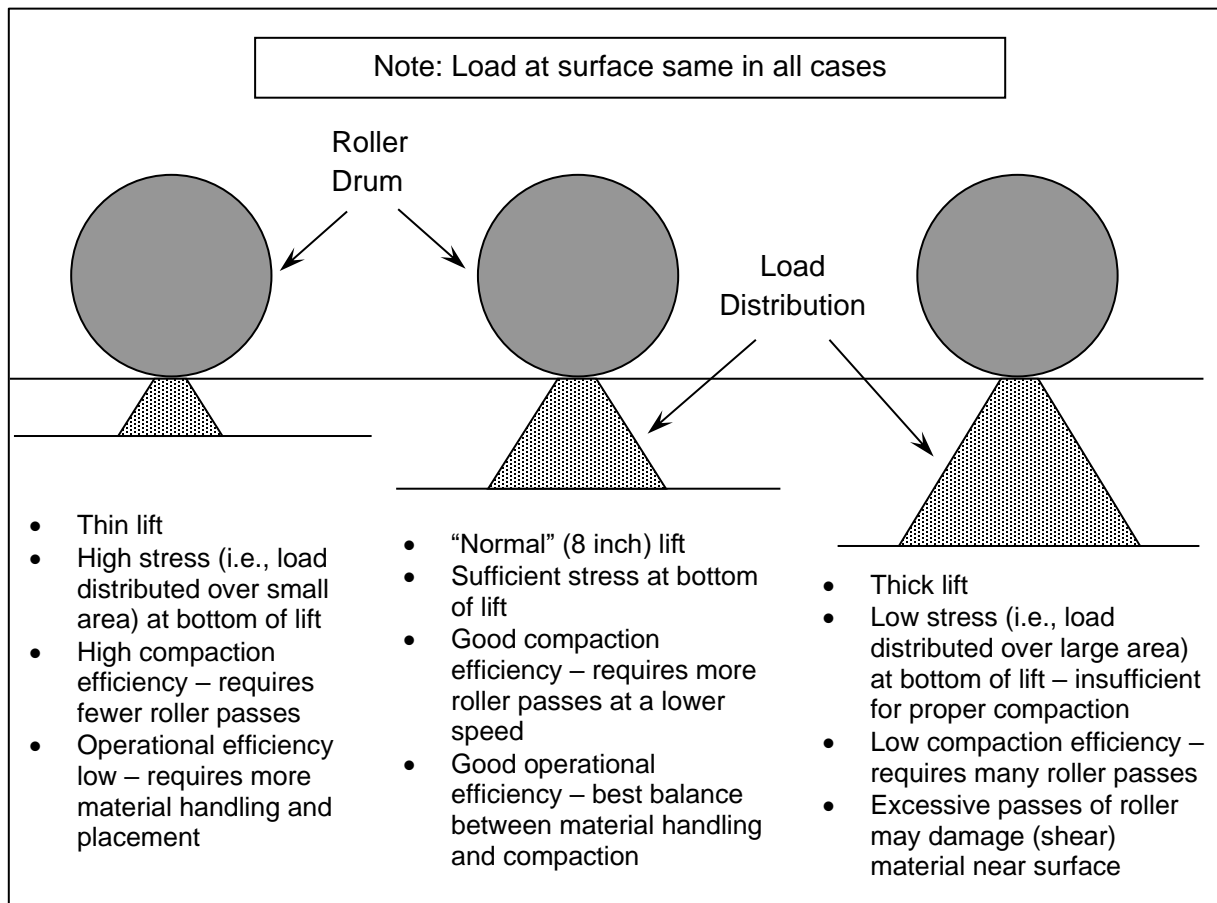 Note: Load at surface same in all cases
Roller
Drum
Load
Distribution
• Thin lift
• High stress (i.e., load
distributed over small
area) at bottom of lift
• High compaction
efficiency – requires
fewer roller passes
• Operational efficiency
low – requires more
material handling and
placement
• “Normal” (8 inch) lift
• Sufficient stress at bottom
of lift
• Good compaction
efficiency – requires more
roller passes at a lower
speed
• Good operational
efficiency – best balance
between material handling
and compaction
• Thick lift
• Low stress (i.e., load
distributed over large area)
at bottom of lift – insufficient
for proper compaction
• Low compaction efficiency –
requires many roller passes
• Excessive passes of roller
may damage (shear)
material near surface